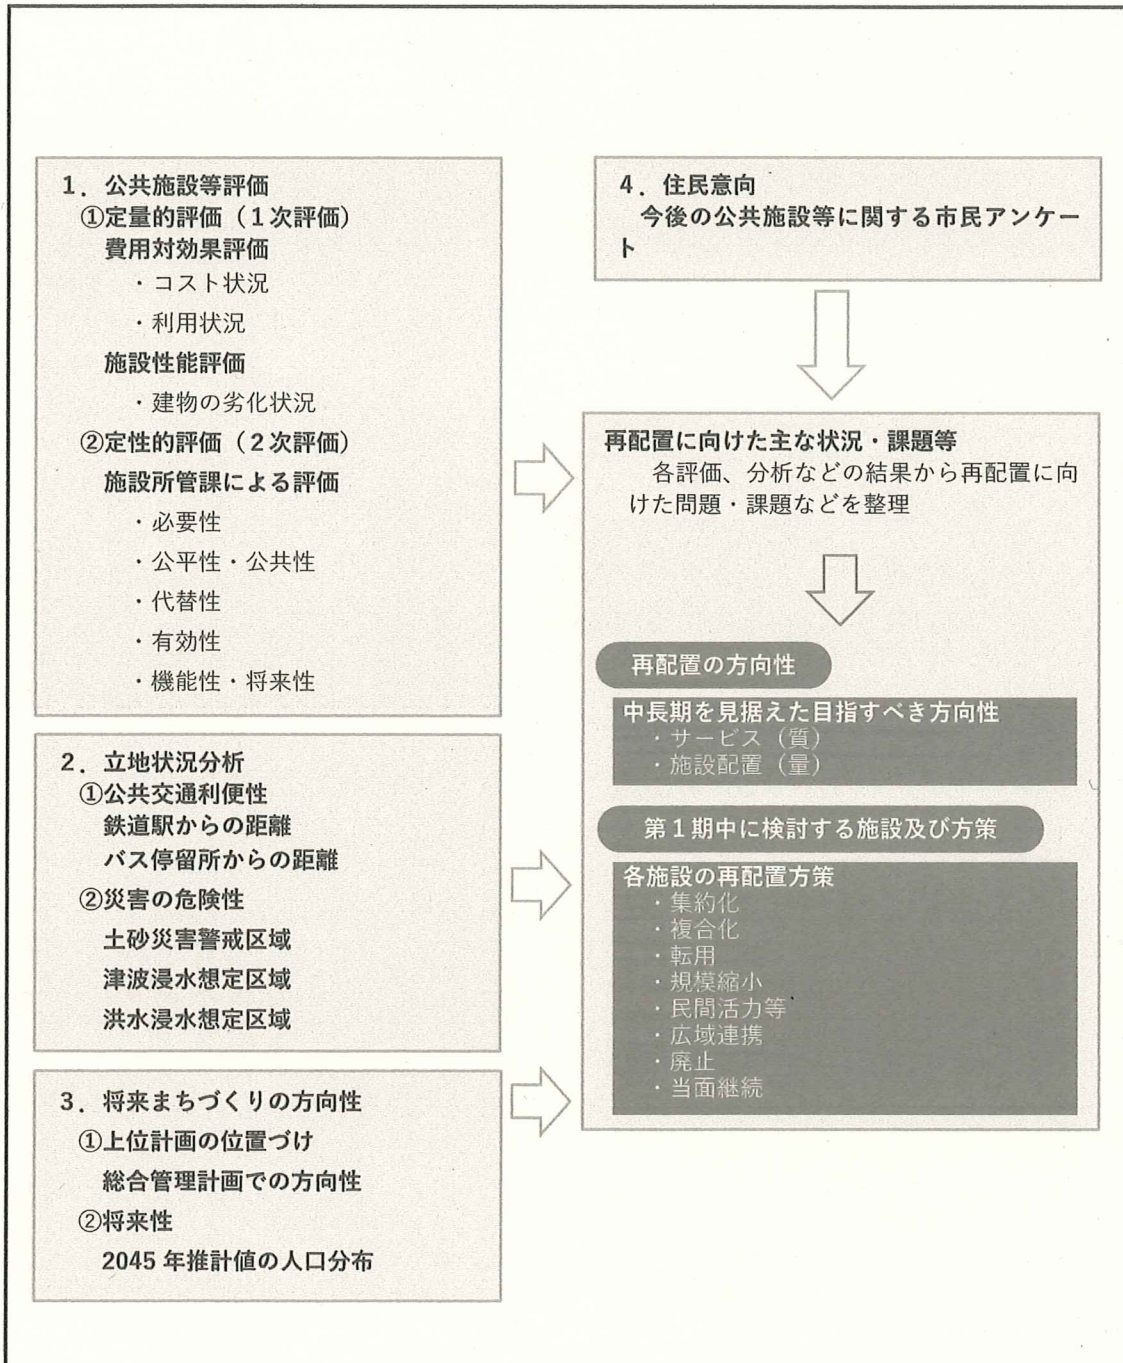 1．公共施設等評価
①定量的評価（1次評価）
費用対効果評価
・コスト状況
・利用状況
施設性能評価
・建物の劣化状況
②定性的評価（2次評価）
施設所管課による評価
・必要性
・公平性・公共性
・代替性
・有効性
・機能性・将来性
2．立地状況分析
①公共交通利便性
鉄道駅からの距離
バス停留所からの距離
②災害の危険性
土砂災害警戒区域
津波浸水想定区域
洪水浸水想定区域
3．将来まちづくりの方向性
①上位計画の位置づけ
総合管理計画での方向性
②将来性
2045年推計値の人口分布
4．住民意向
今後の公共施設等に関する市民アンケー
ト
再配置に向けた主な状況・課題等
各評価、分析などの結果から再配置に向
けた問題・課題などを整理
再配置の方向性
中長期を見据えた目指すべき方向性
・サービス（質）
・施設配置（量）
第1期中に検討する施設及び方策
各施設の再配置方策
・集約化
・複合化
・転用
・規模縮小
・民間活力等
・広域連携
・廃止
・当面継続